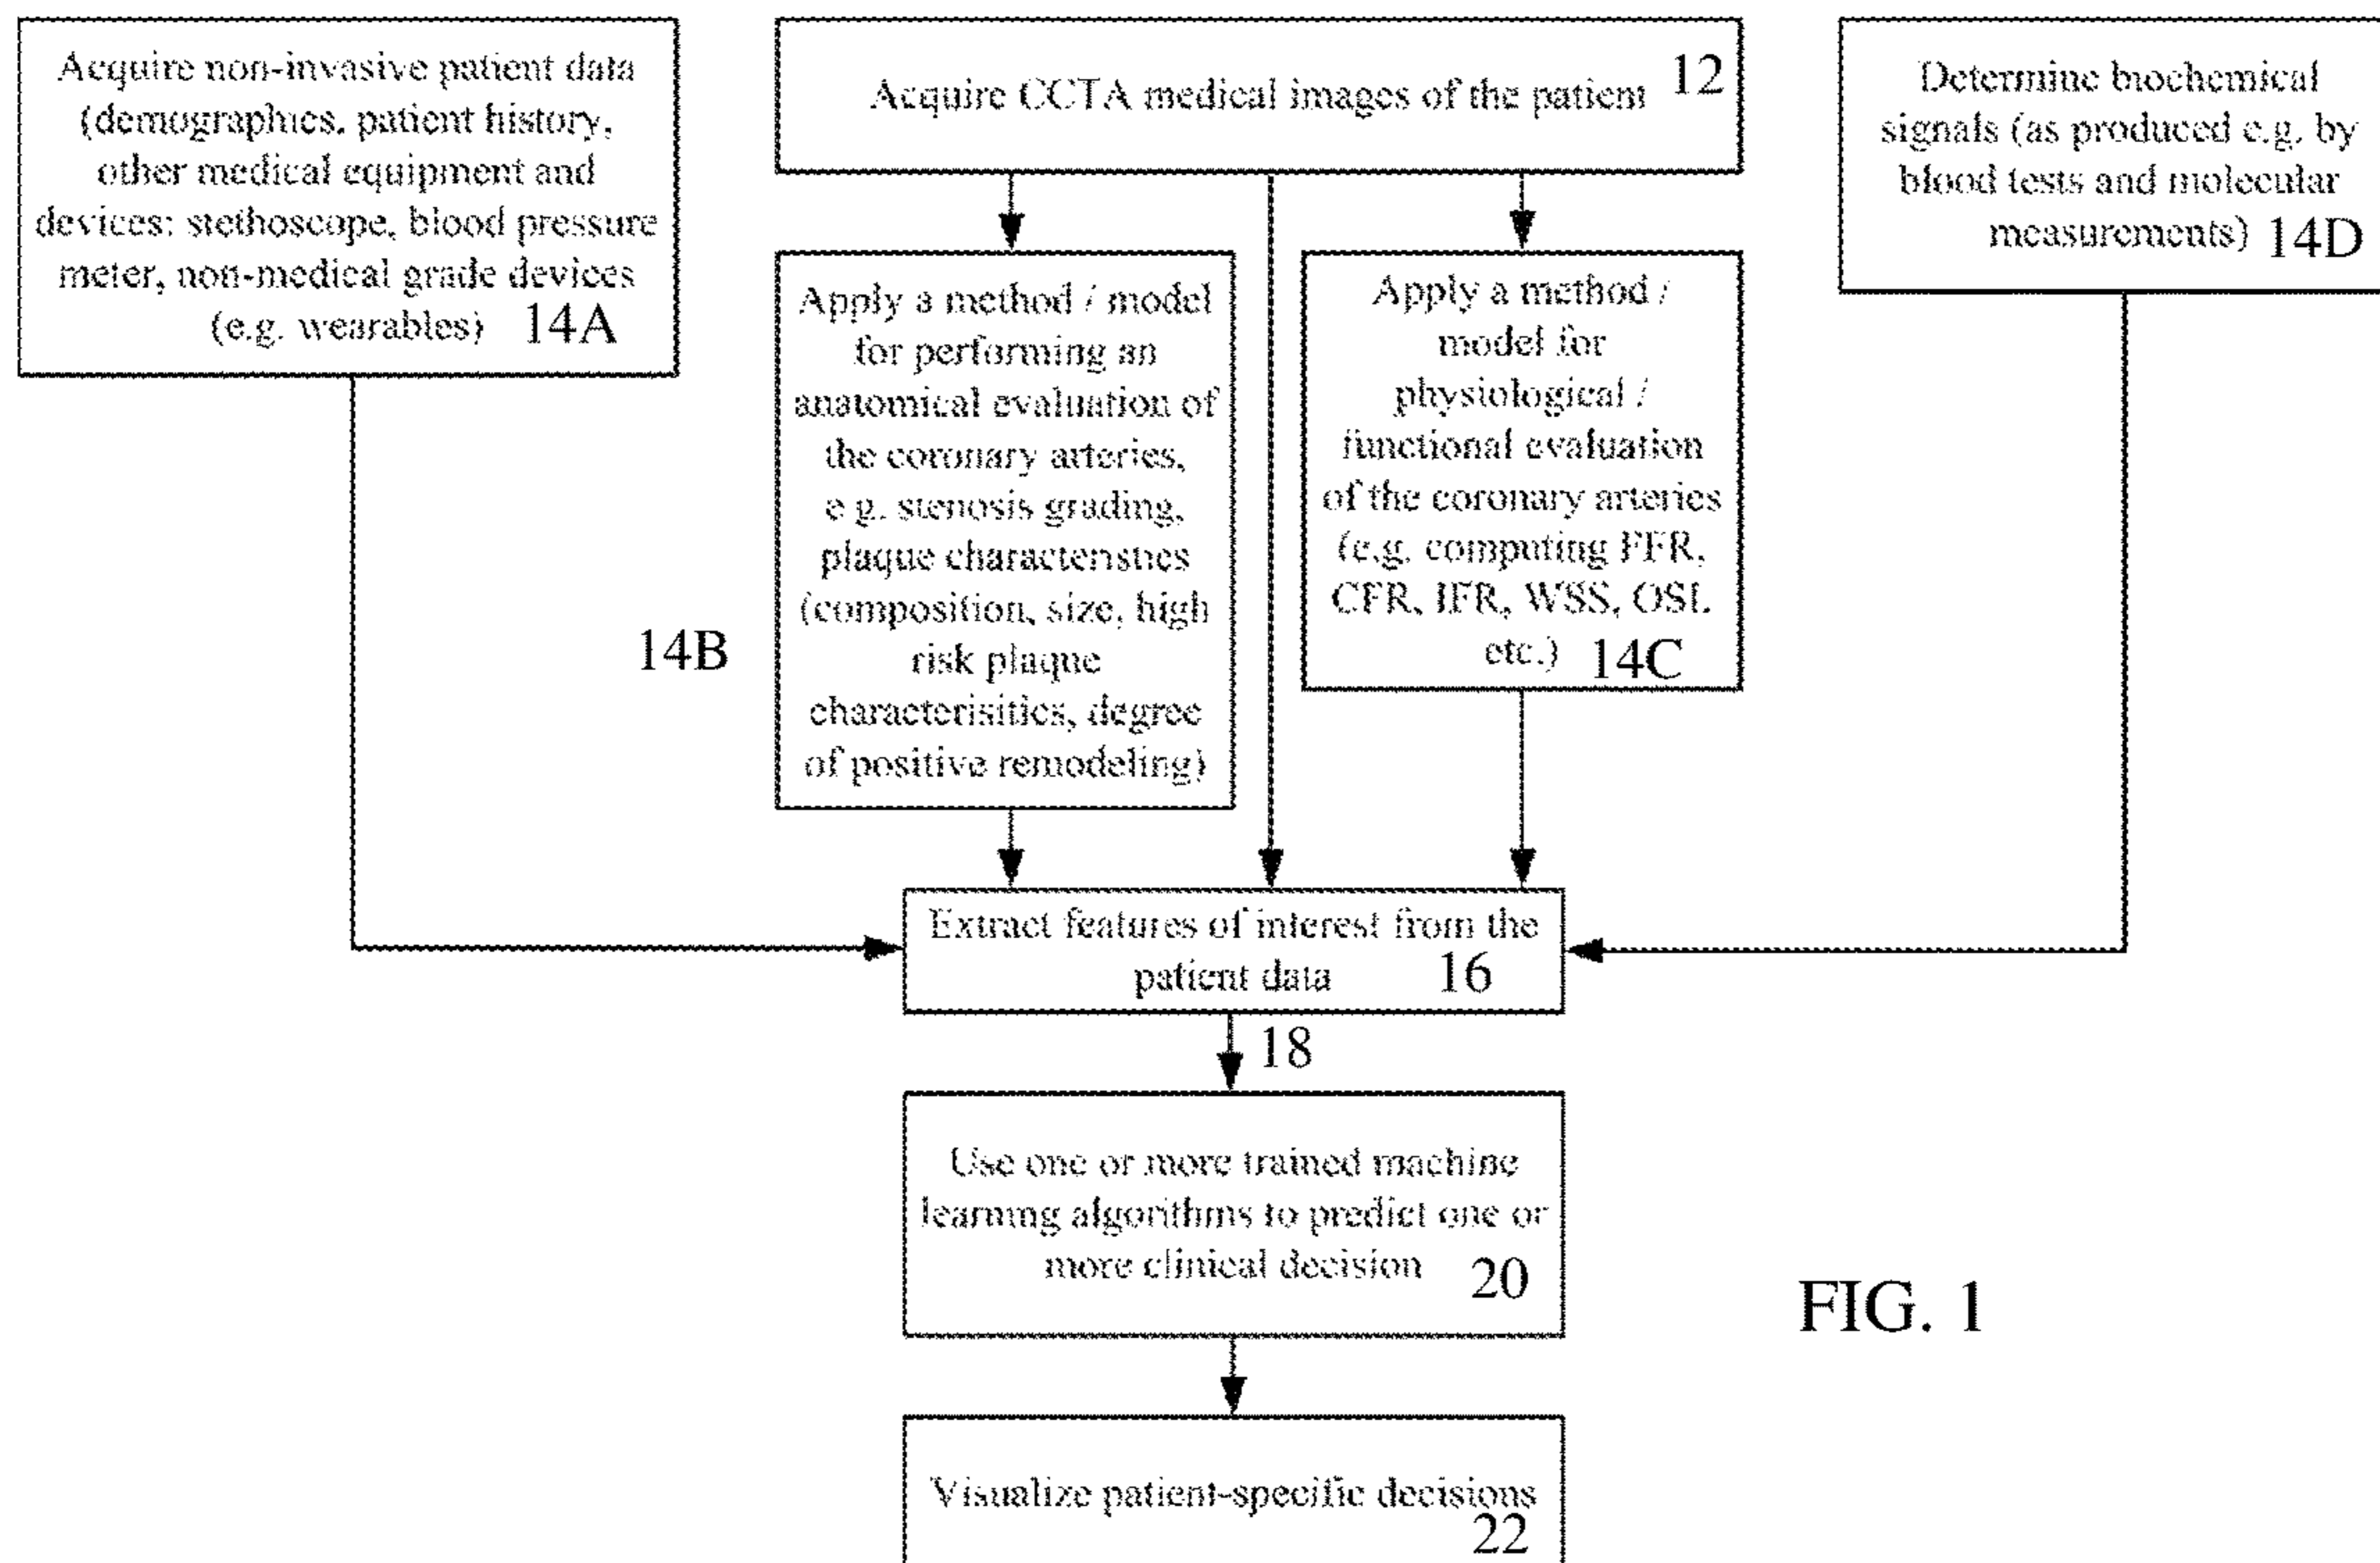 Acquire non-invasive patient data
(demographics, patient history,
other medical equipment and
devices: stethoscope, blood pressure
meter, non-medical grade devices
(e.g. wearables) 14A
Acquire CCTA medical images of the patient 12
Determine biochemical
signals (as produced e.g. by
blood tests and molecular
measurements) 14D
Apply a method / model
for performing an
anatomical evaluation of
the coronary arteries,
e.g. stenosis grading,
plaque characteristics
(composition, size, high
risk plaque
characterisitics, degree
of positive remodeling)
14B
Apply a method /
model for
physiological /
functional evaluation
of the coronary arteries
(e.g. computing FFR,
CFR, IFR, WSS, OSI,
etc.) 14C
Extract features of interest from the
patient data 16
18
Use one or more trained machine
learning algorithms to predict one or
more clinical decision 20
Visualize patient-specific decisions
22
FIG. 1